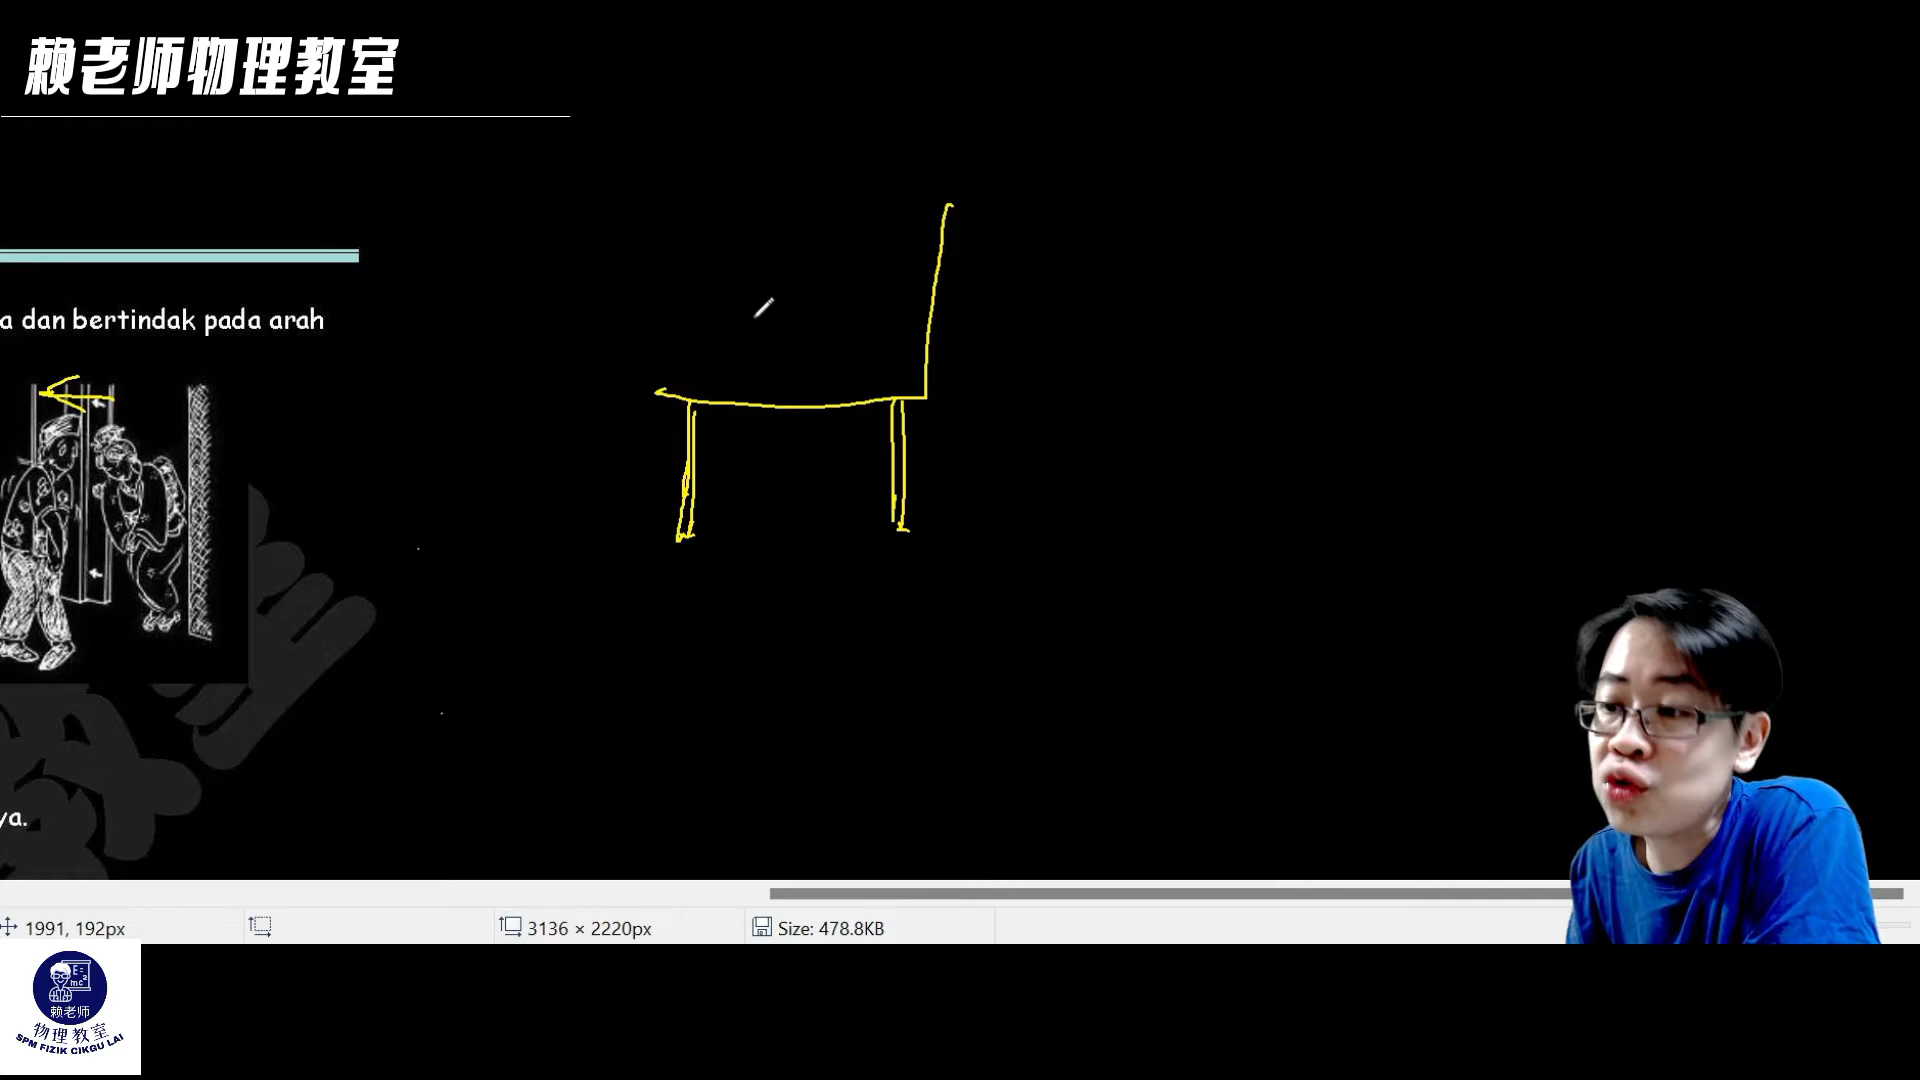 赖老师物理教室
a dan bertindak pada arah
ya.
1991, 192px
3136 × 2220px
Size: 478.8KB
E=
mc²
赖老师
物理教室
SPM FIZIK CIKGU LAI